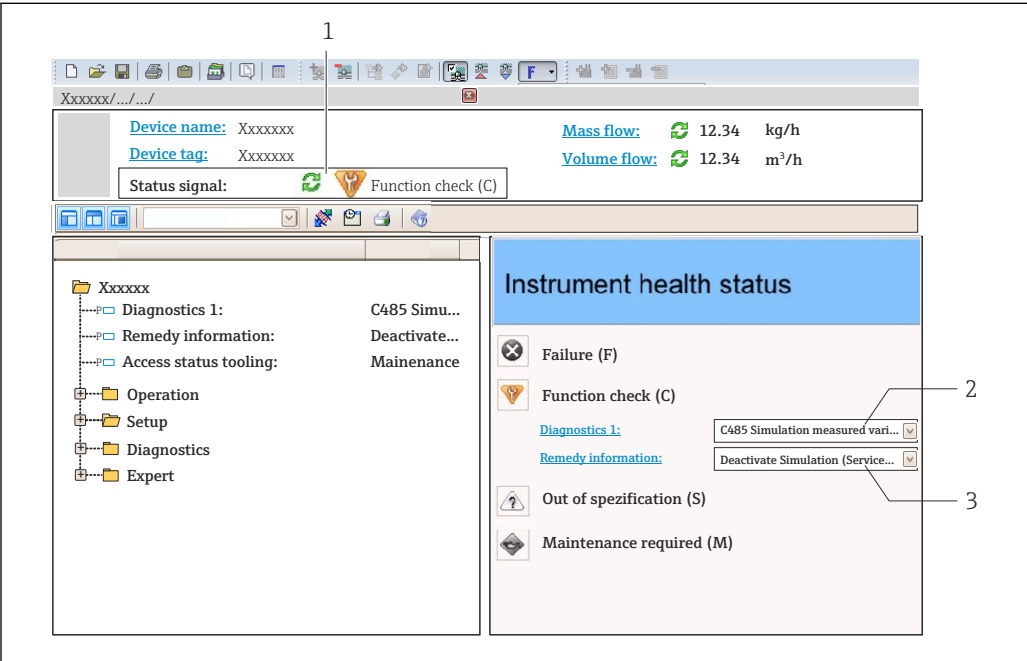 1
F
Xxxxxx/.../.../
Device name: Xxxxxxx
Mass flow: 12.34 kg/h
Device tag: Xxxxxxx
Volume flow: 12.34 m³/h
Status signal: Function check (C)
Xxxxxx
Diagnostics 1: C485 Simu...
Remedy information: Deactivate...
Access status tooling: Mainenance
Operation
Setup
Diagnostics
Expert
Instrument health status
Failure (F)
Function check (C)
Diagnostics 1: C485 Simulation measured vari...
2
Remedy information: Deactivate Simulation (Service...
3
Out of spezification (S)
Maintenance required (M)